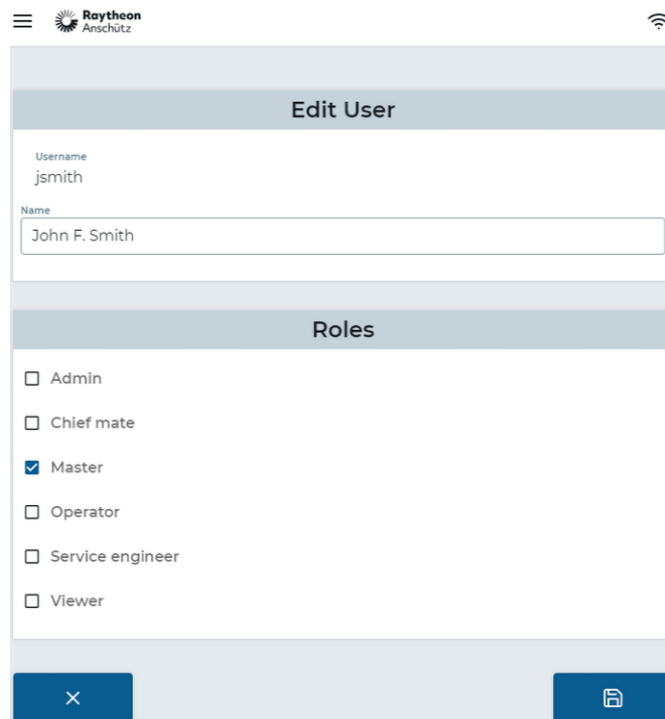 Raytheon
Anschütz
Edit User
Username
jsmith
Name
John F. Smith
Roles
Admin
Chief mate
Master
Operator
Service engineer
Viewer